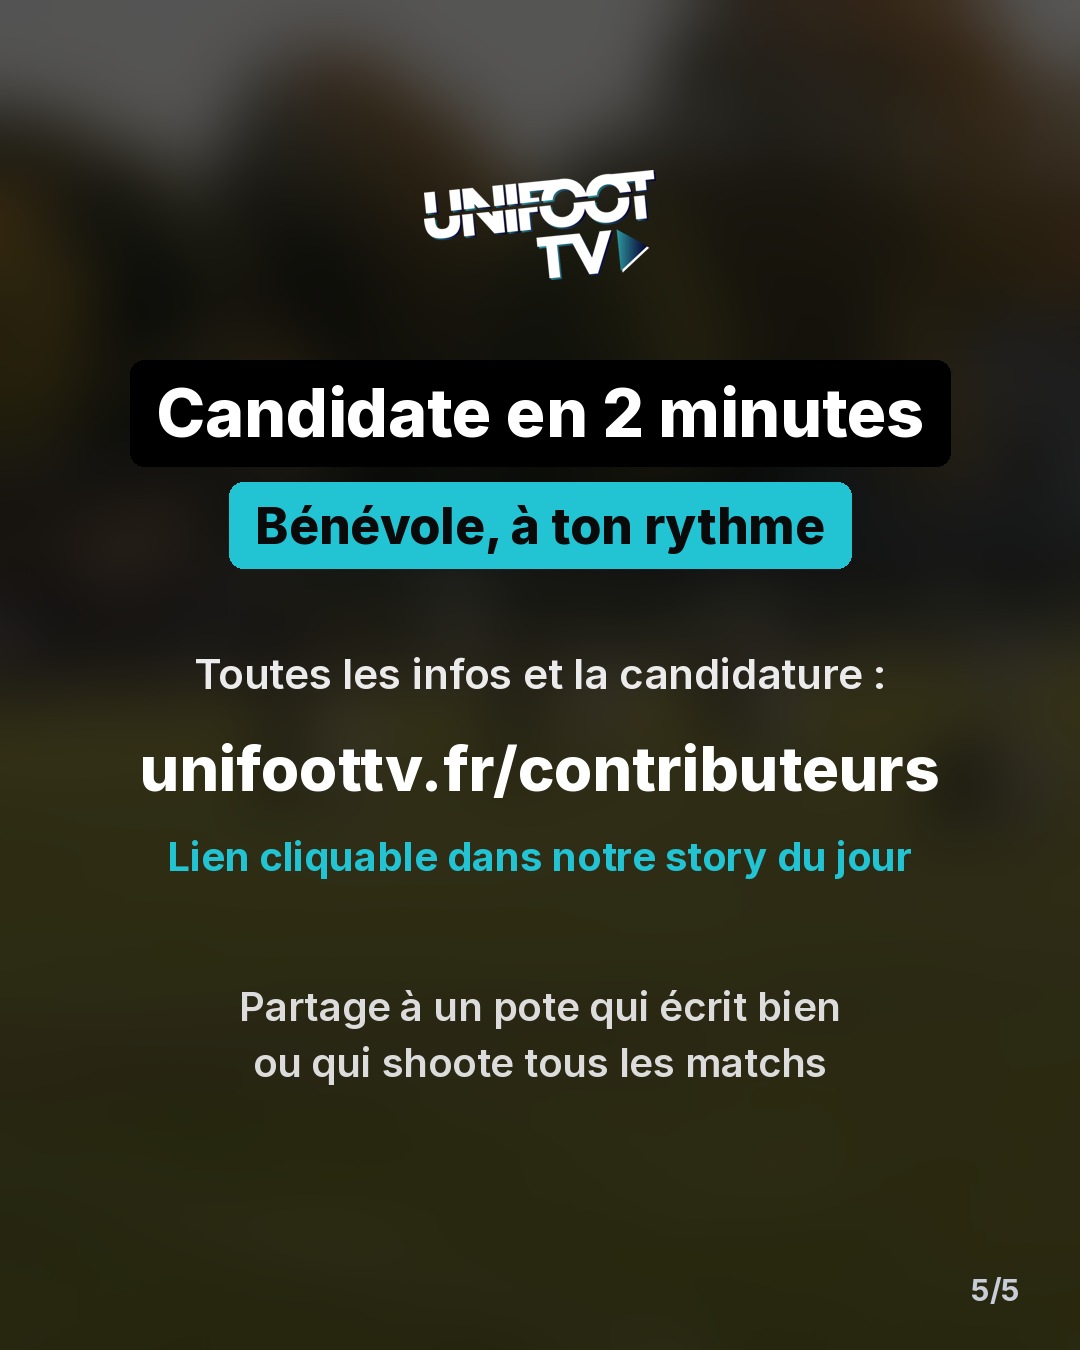 UNIFOOT
TV
Candidate en 2 minutes
Bénévole, à ton rythme
Toutes les infos et la candidature :
unifoottv.fr/contributeurs
Lien cliquable dans notre story du jour
Partage à un pote qui écrit bien
ou qui shoote tous les matchs
5/5